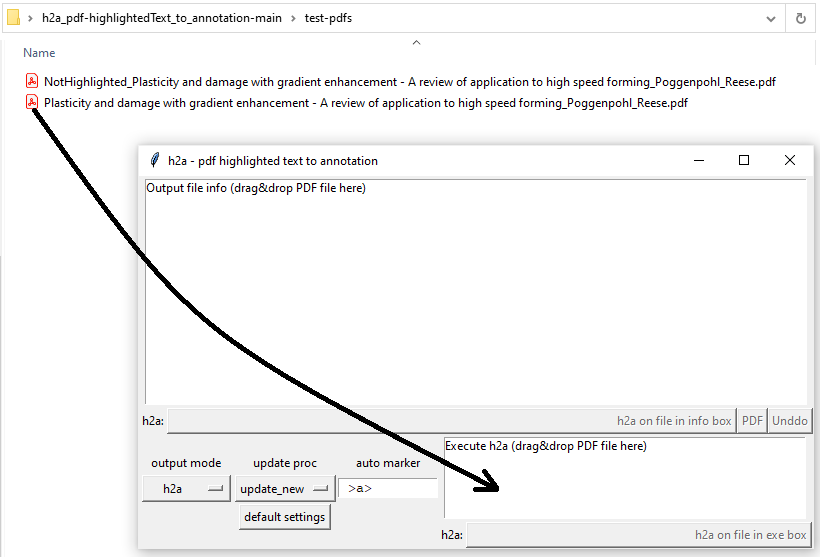 h2a_pdf-highlightedText_to_annotation-main > test-pdfs
Name
NotHighlighted_Plasticity and damage with gradient enhancement - A review of application to high speed forming_Poggenpohl_Reese.pdf
Plasticity and damage with gradient enhancement - A review of application to high speed forming_Poggenpohl_Reese.pdf
h2a - pdf highlighted text to annotation
Output file info (drag&drop PDF file here)
h2a: h2a on file in info box PDF Unddo
Execute h2a (drag&drop PDF file here)
output mode update proc auto marker
h2a update_new >a>
default settings
h2a: h2a on file in exe box